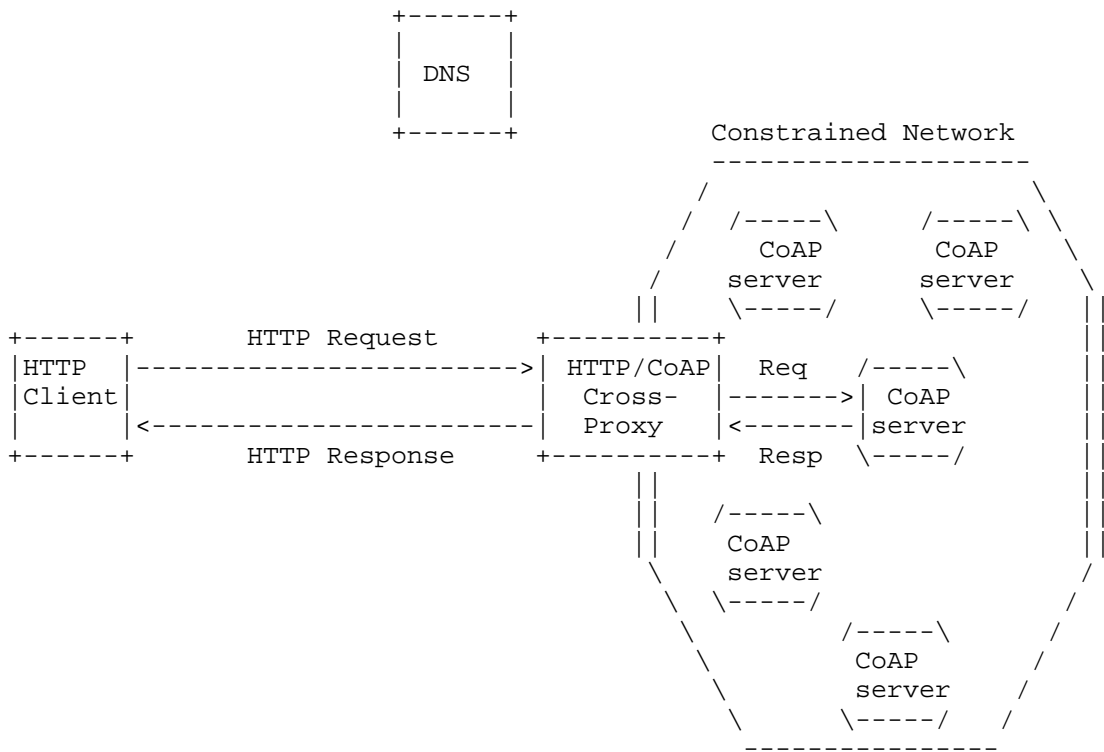 DNS
Constrained Network
CoAP
server
CoAP
server
HTTP Request
HTTP
Client
HTTP/CoAP
Cross-
Proxy
Req
CoAP
server
HTTP Response
Resp
CoAP
server
CoAP
server